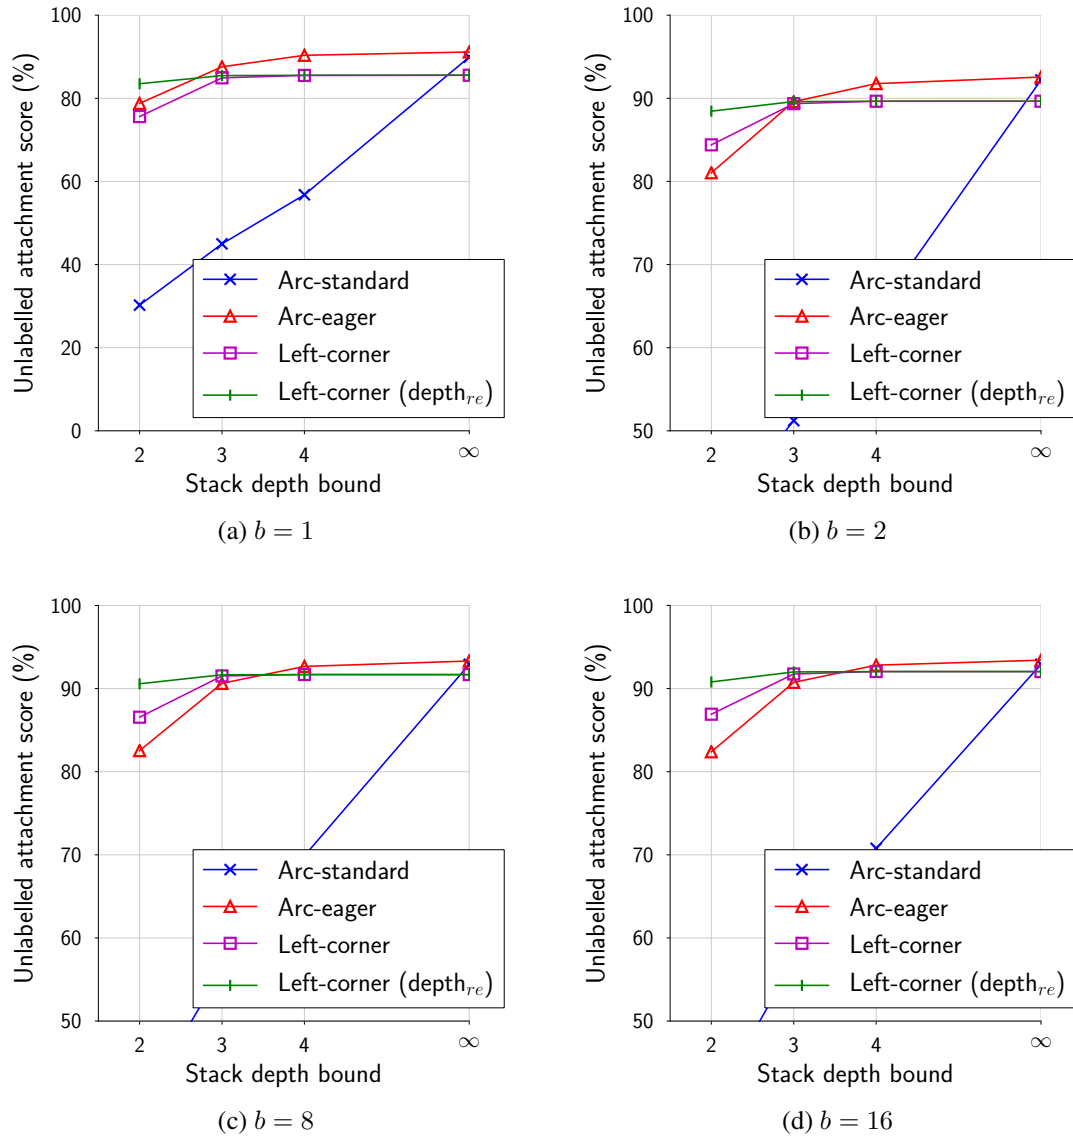 Unlabelled attachment score (%)
100
80
60
40
20
0
2
3
4
∞
Stack depth bound
Arc-standard
Arc-eager
Left-corner
Left-corner (depth_re)
(a) b = 1
Unlabelled attachment score (%)
100
90
80
70
60
50
2
3
4
∞
Stack depth bound
Arc-standard
Arc-eager
Left-corner
Left-corner (depth_re)
(b) b = 2
Unlabelled attachment score (%)
100
90
80
70
60
50
2
3
4
∞
Stack depth bound
Arc-standard
Arc-eager
Left-corner
Left-corner (depth_re)
(c) b = 8
Unlabelled attachment score (%)
100
90
80
70
60
50
2
3
4
∞
Stack depth bound
Arc-standard
Arc-eager
Left-corner
Left-corner (depth_re)
(d) b = 16